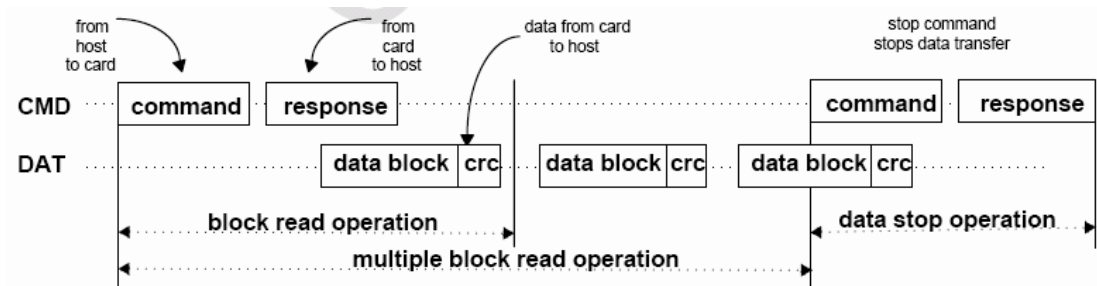 from
host
to card
from
card
to host
data from card
to host
stop command
stops data transfer
CMD
command
response
command
response
DAT
data block
crc
data block
crc
data block
crc
block read operation
data stop operation
multiple block read operation